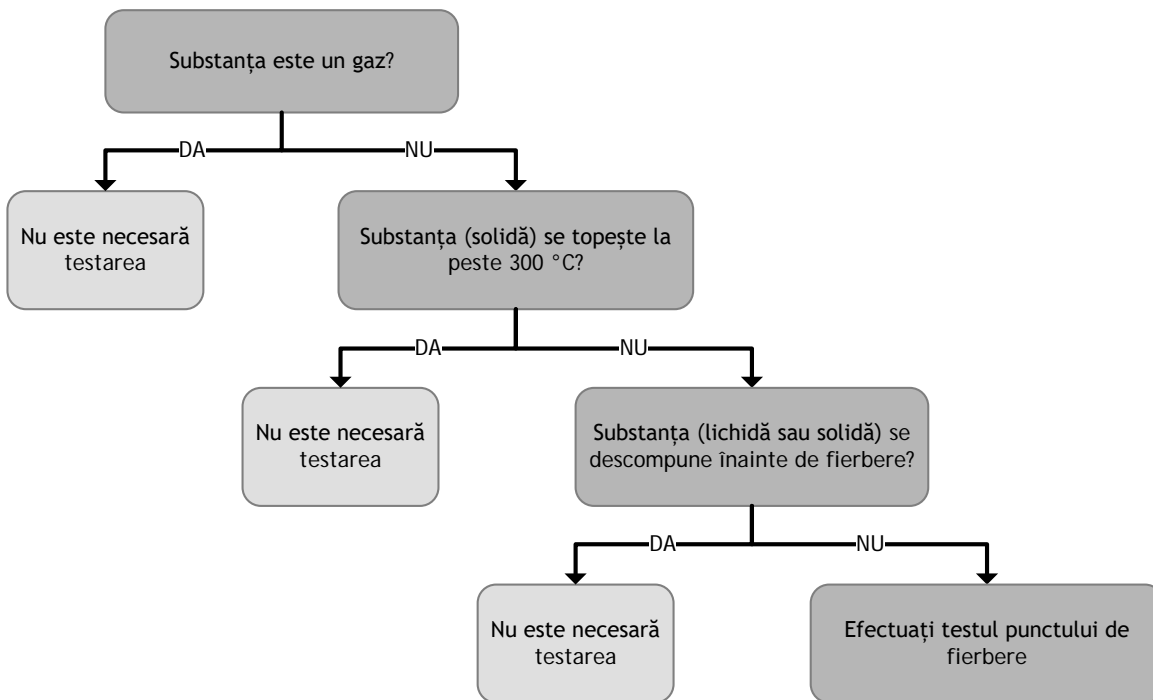 Substanța este un gaz?
DA
NU
Nu este necesară
testarea
Substanța (solidă) se topește la
peste 300 °C?
DA
NU
Nu este necesară
testarea
Substanța (lichidă sau solidă) se
descompune înainte de fierbere?
DA
NU
Nu este necesară
testarea
Efectuați testul punctului de
fierbere